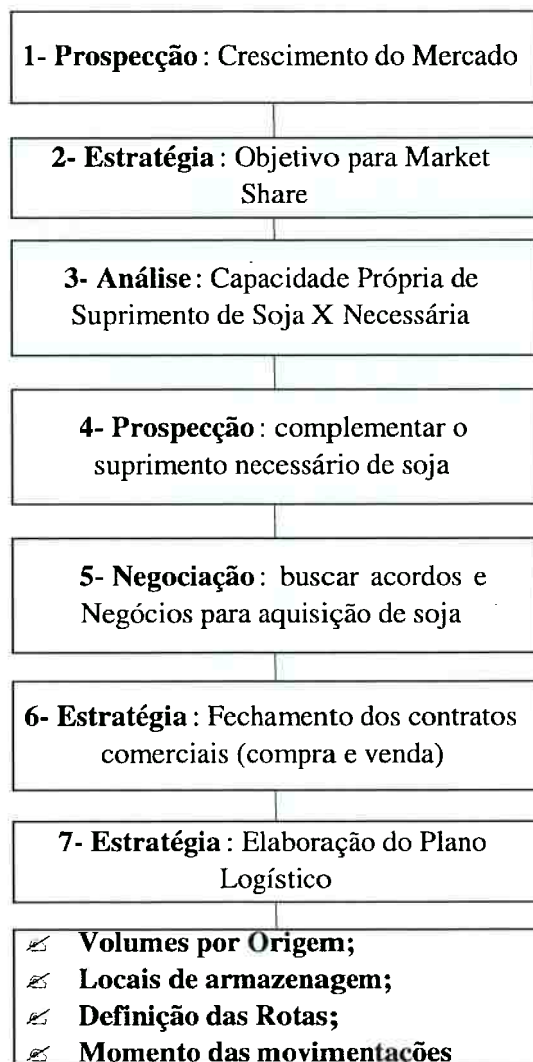 1- Prospecção : Crescimento do Mercado
2- Estratégia : Objetivo para Market
Share
3- Análise : Capacidade Própria de
Suprimento de Soja X Necessária
4- Prospecção : complementar o
suprimento necessário de soja
5- Negociação : buscar acordos e
Negócios para aquisição de soja
6- Estratégia : Fechamento dos contratos
comerciais (compra e venda)
7- Estratégia : Elaboração do Plano
Logístico
Volumes por Origem;
Locais de armazenagem;
Definição das Rotas;
Momento das movimentações